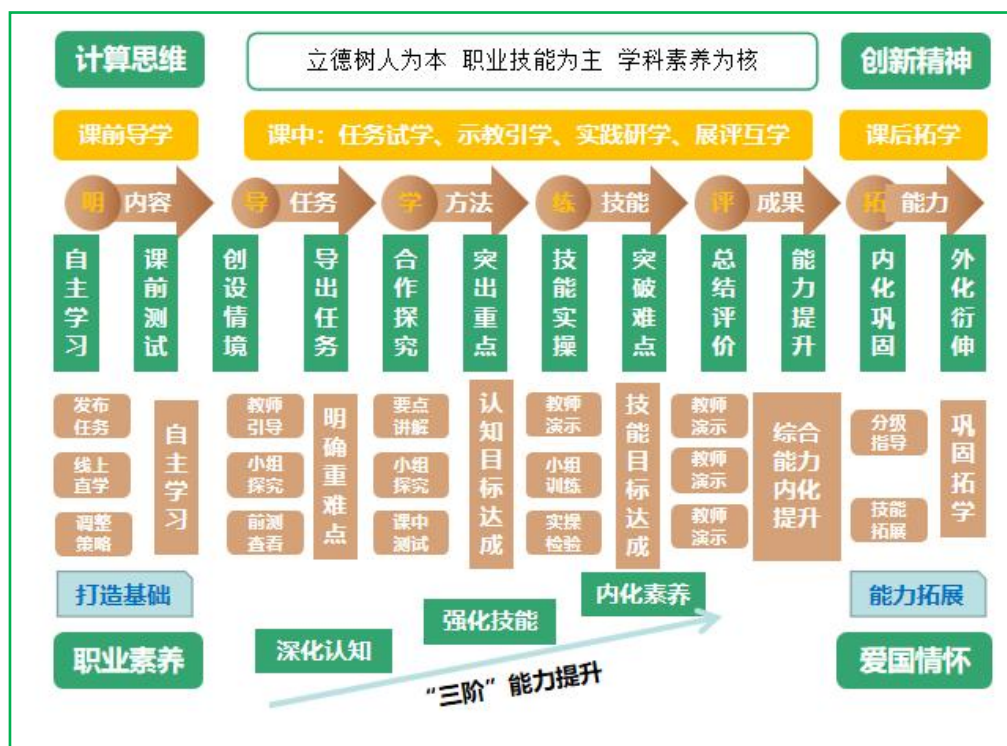 计算思维
立德树人为本 职业技能为主 学科素养为核
创新精神
课前导学
课中：任务试学、示教引学、实践研学、展评互学
课后拓学
明 内容
导 任务
学 方法
练 技能
评 成果
拓 能力
自主学习
课前测试
创设情境
导出任务
合作探究
突出重点
技能实操
突破难点
总结评价
能力提升
内化巩固
外化衍伸
发布
任务
线上
直学
调整
策略
自主学习
教师
引导
小组
探究
前测
查看
明确重难点
要点
讲解
小组
探究
课中
测试
认知目标达成
教师
演示
小组
训练
实操
检验
技能目标达成
教师
演示
教师
演示
教师
演示
综合
能力
内化
提升
分级
指导
技能
拓展
巩固拓学
打造基础
职业素养
深化认知
强化技能
内化素养
“三阶”能力提升
能力拓展
爱国情怀